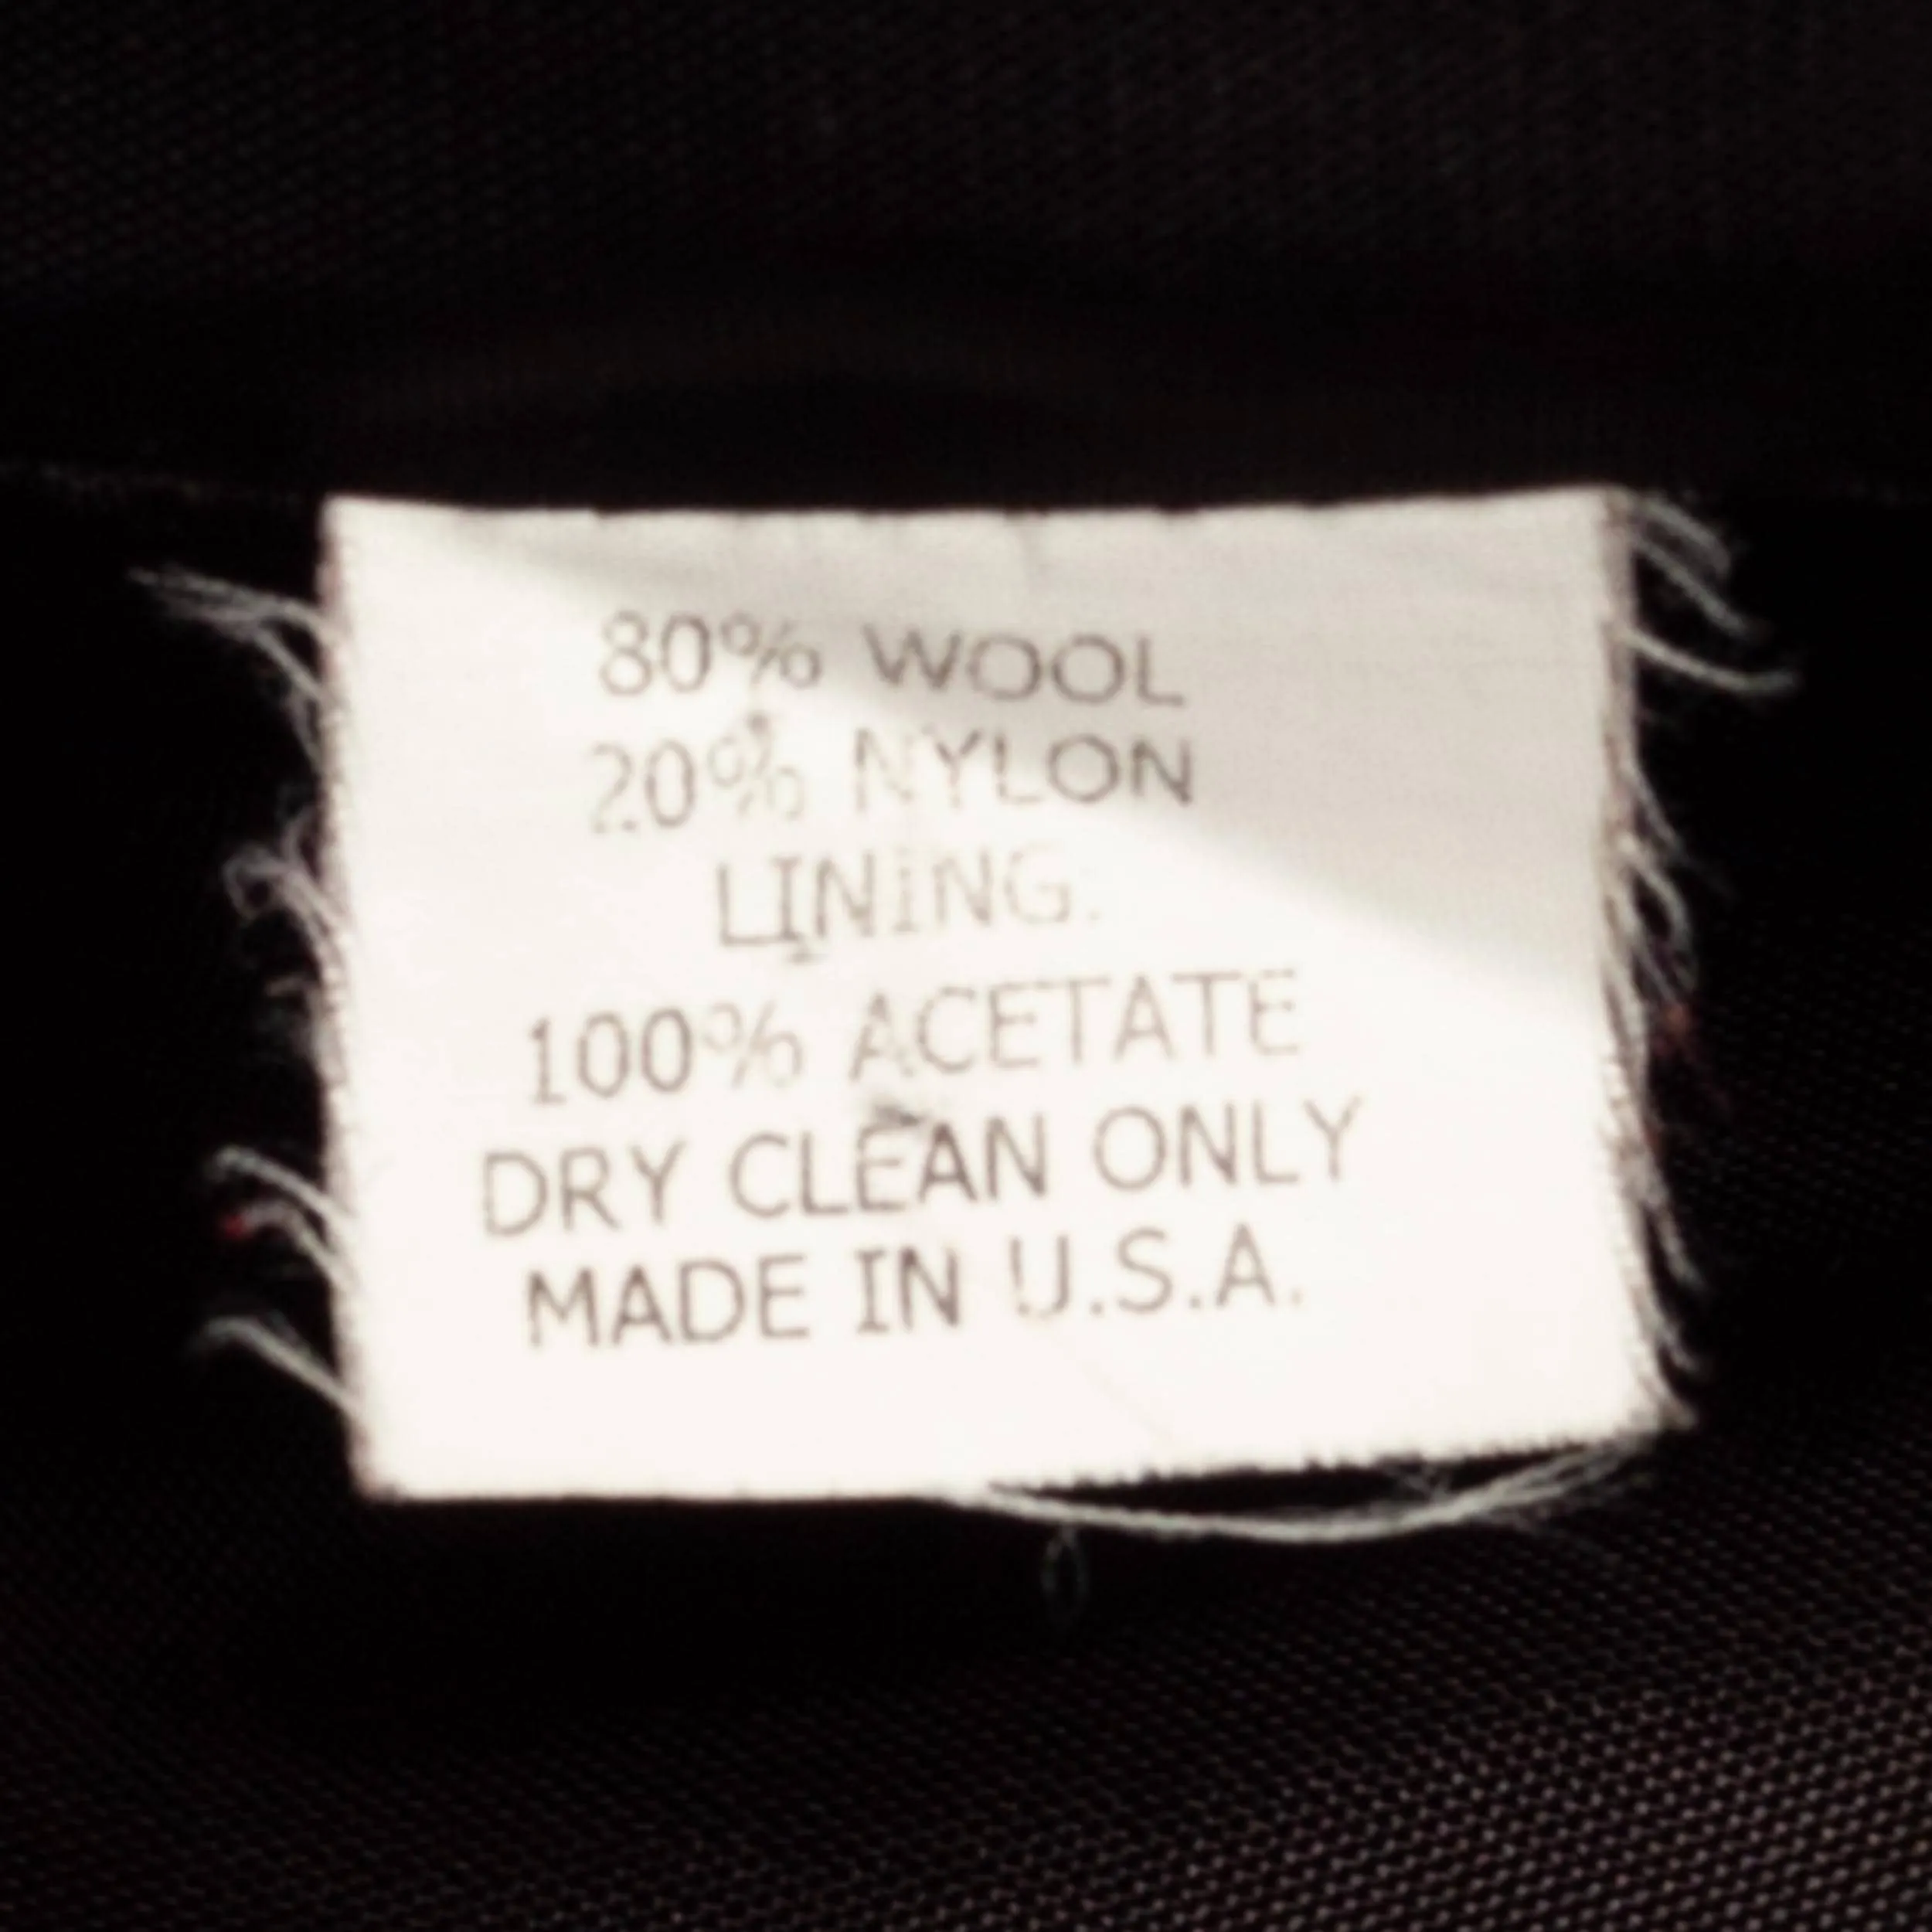 80% WOOL
20% NYLON
LINING:
100% ACETATE
DRY CLEAN ONLY
MADE IN U.S.A.